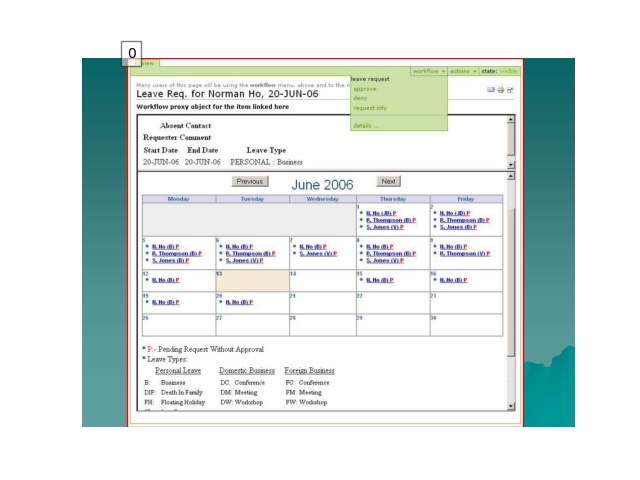 0
view
workflow actions state: visible
Many users of this page will be using the workflow menu, above and to the r
leave request
Leave Req. for Norman Ho, 20-JUN-06
approve
deny
request info
details ...
Workflow proxy object for the item linked here
Absent Contact
Requester Comment
Start Date End Date Leave Type
20-JUN-06 20-JUN-06 PERSONAL : Business
Previous June 2006 Next
Monday Tuesday Wednesday Thursday Friday
1 2
N. Ho (JD) P N. Ho (JD) P
R. Thompson (B) P R. Thompson (B) P
S. Jones (B) P S. Jones (B) P
5 6 7 8 9
N. Ho (B) P N. Ho (B) P N. Ho (B) P N. Ho (B) P N. Ho (B) P
R. Thompson (B) P R. Thompson (B) P S. Jones (V) P R. Thompson (B) P R. Thompson (V) P
S. Jones (B) P S. Jones (V) P S. Jones (V) P
12 13 14 15 16
N. Ho (B) P N. Ho (B) P N. Ho (B) P
19 20 21 22 23
N. Ho (B) P N. Ho (B) P
26 27 28 29 30
* P:- Pending Request Without Approval
* Leave Types:
Personal Leave Domestic Business Foreign Business
B: Business DC: Conference FC: Conference
DIF: Death In Family DM: Meeting FM: Meeting
FH: Floating Holiday DW: Workshop FW: Workshop